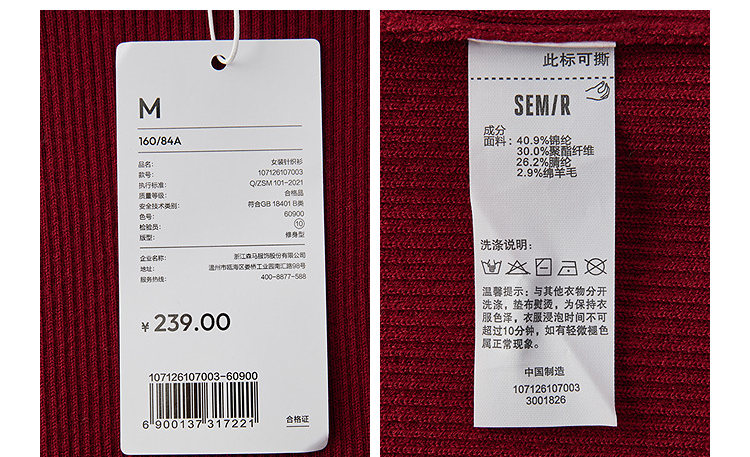 M
160/84A
品名: 女装针织衫
款号: 107126107003
执行标准: Q/ZSM 101-2021
质量等级: 合格品
安全技术类别: 符合GB 18401 B类
色号: 60900
检验员: 10
版型: 修身型
企业名称: 浙江森马服饰股份有限公司
地址: 温州市瓯海区娄桥工业园南汇路98号
服务热线: 400-8877-588
¥ 239.00
107126107003-60900
6 900137 317221
合格证
此标可撕
SEM/R
成分
面料: 40.9%锦纶
30.0%聚酯纤维
26.2%腈纶
2.9%绵羊毛
洗涤说明:
温馨提示: 与其他衣物分开
洗涤, 垫布熨烫, 为保持衣
服色泽, 衣服浸泡时间不可
超过10分钟, 如有轻微褪色
属正常现象。
中国制造
107126107003
3001826